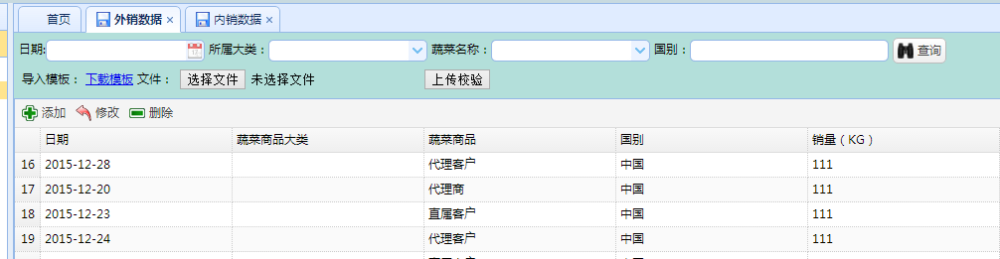 首页 外销数据 × 内销数据 ×
日期: 所属大类： 蔬菜名称： 国别： 查询
导入模板： 下载模板 文件： 选择文件 未选择文件 上传校验
添加 修改 删除
日期 蔬菜商品大类 蔬菜商品 国别 销量（KG）
16 2015-12-28 代理客户 中国 111
17 2015-12-20 代理商 中国 111
18 2015-12-23 直属客户 中国 111
19 2015-12-24 代理客户 中国 111